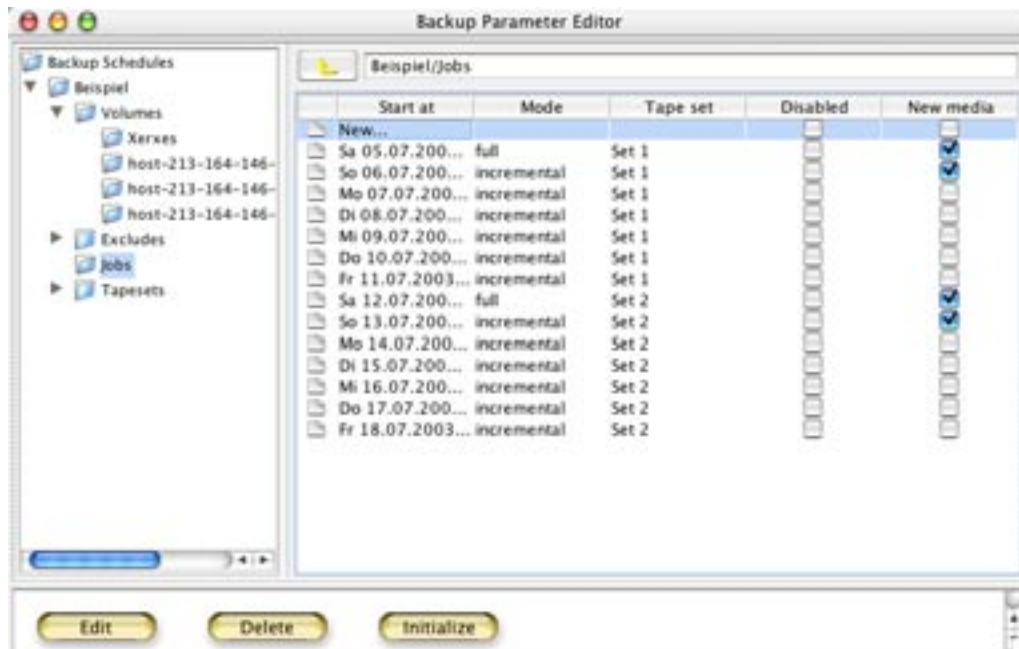 Backup Parameter Editor
Backup Schedules
Beispiel
Volumes
Xerxes
host-213-164-146-
host-213-164-146-
host-213-164-146-
Excludes
Jobs
Tapesets
Beispiel/Jobs
Start at Mode Tape set Disabled New media
New...
Sa 05.07.200... full Set 1
So 06.07.200... incremental Set 1
Mo 07.07.200... incremental Set 1
Di 08.07.200... incremental Set 1
Mi 09.07.200... incremental Set 1
Do 10.07.200... incremental Set 1
Fr 11.07.2003... incremental Set 1
Sa 12.07.200... full Set 2
So 13.07.200... incremental Set 2
Mo 14.07.200... incremental Set 2
Di 15.07.200... incremental Set 2
Mi 16.07.200... incremental Set 2
Do 17.07.200... incremental Set 2
Fr 18.07.2003... incremental Set 2
Edit Delete Initialize